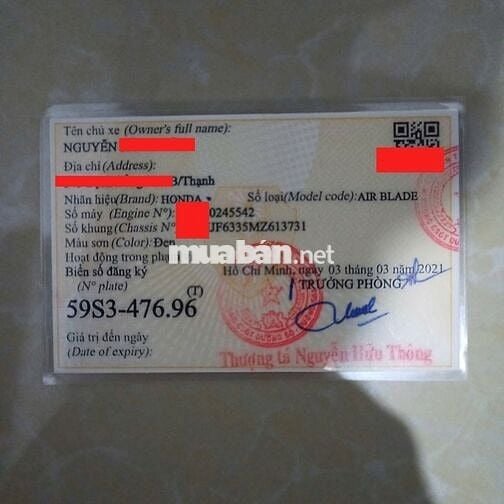 Tên chủ xe (Owner's full name):
NGUYỄN
Địa chỉ (Address):
B/Thạnh
Nhãn hiệu(Brand): HONDA Số loại(Model code): AIR BLADE
Số máy (Engine Nº): 0245542
Số khung(Chassis Nº): JF6335MZ613731
Màu sơn (Color): Đen
Hoạt động trong phạ
muaban.net
Biển số đăng ký
Hồ Chí Minh, ngày 03 tháng 03 năm 2021
(Nº plate)
TRƯỞNG PHÒNG
59S3-476.96 (T)
Giá trị đến ngày
(Date of expiry):
Thượng tá Nguyễn Hữu Thông